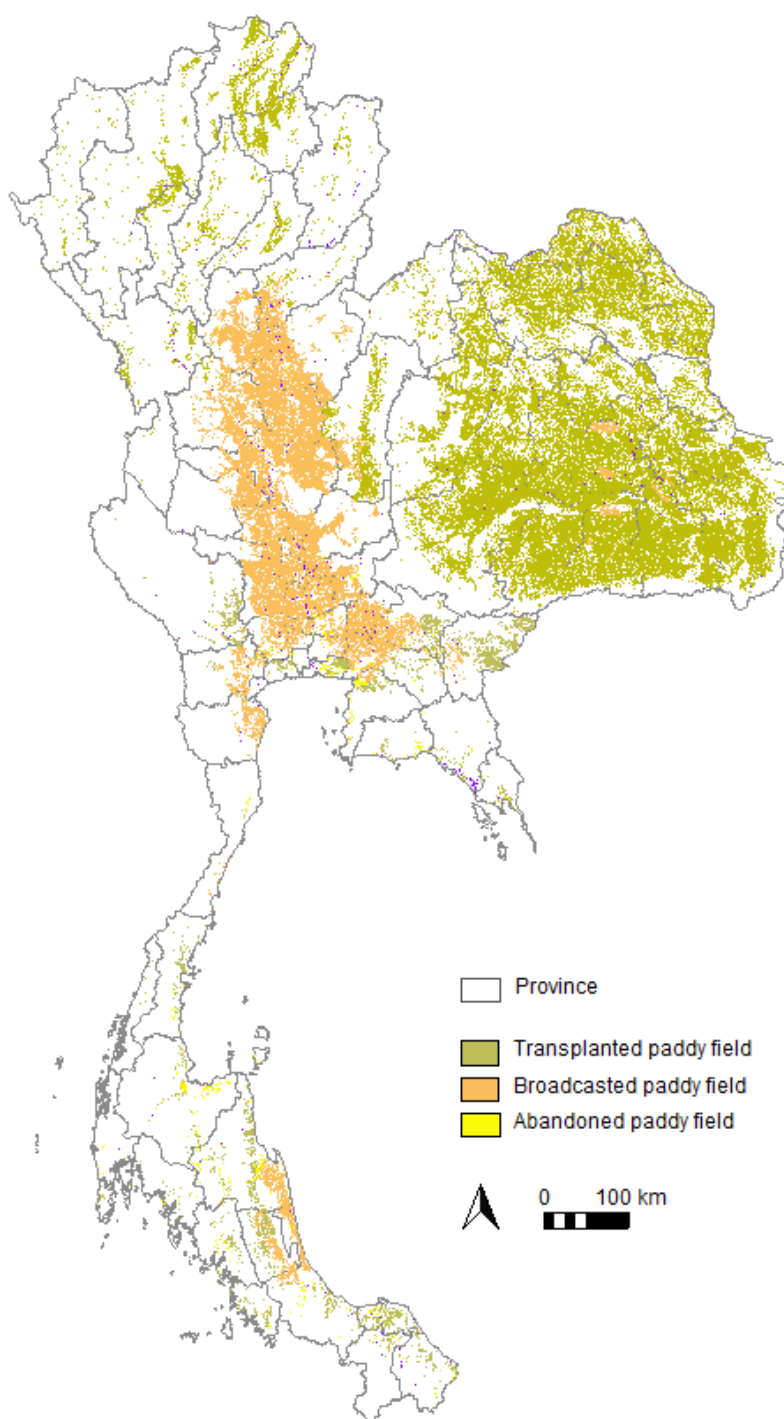 Province
Transplanted paddy field
Broadcasted paddy field
Abandoned paddy field
0 100 km